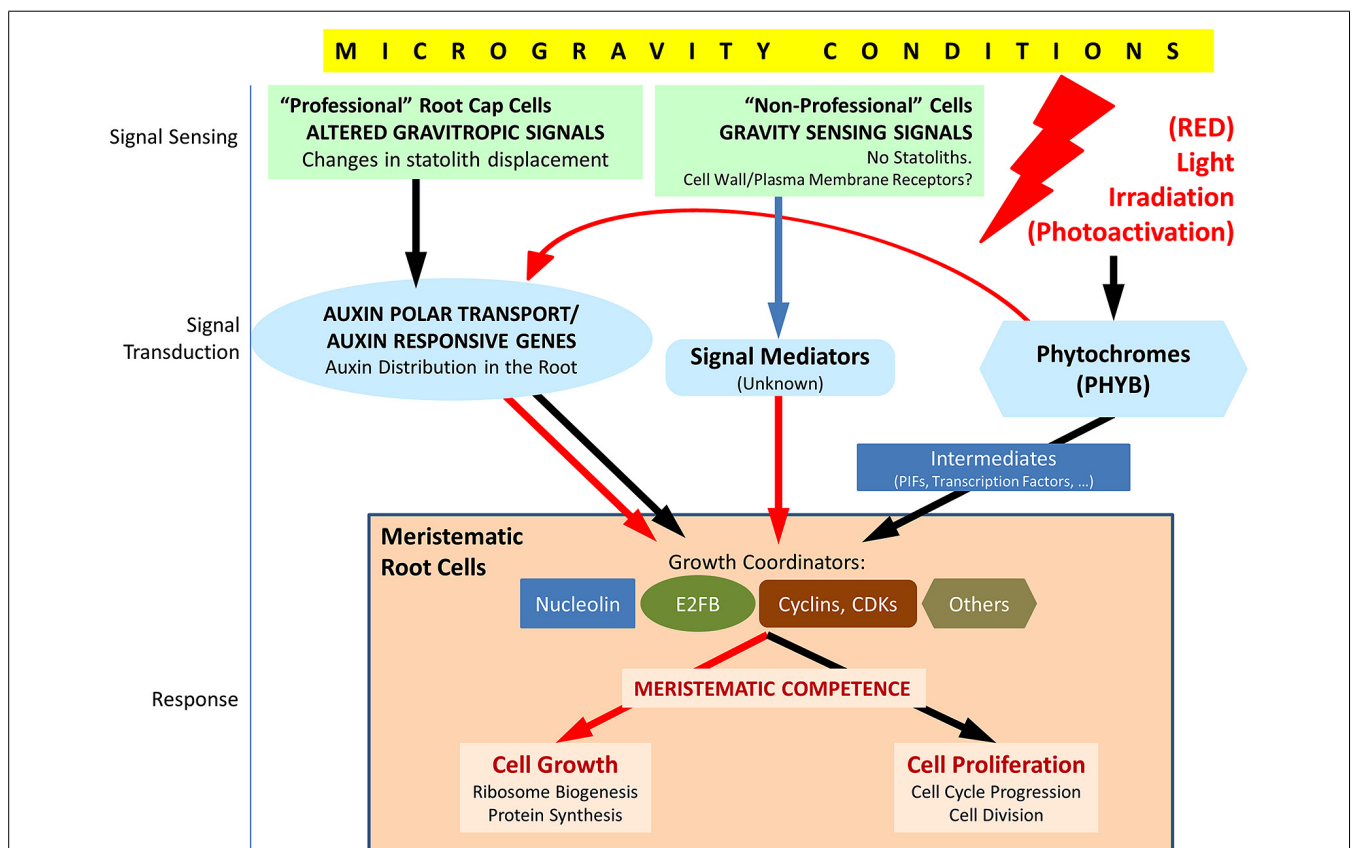 MICROGRAVITY CONDITIONS
Signal Sensing
“Professional” Root Cap Cells
ALTERED GRAVITROPIC SIGNALS
Changes in statolith displacement
“Non-Professional” Cells
GRAVITY SENSING SIGNALS
No Statoliths.
Cell Wall/Plasma Membrane Receptors?
(RED)
Light
Irradiation
(Photoactivation)
Signal
Transduction
AUXIN POLAR TRANSPORT/
AUXIN RESPONSIVE GENES
Auxin Distribution in the Root
Signal Mediators
(Unknown)
Phytochromes
(PHYB)
Intermediates
(PIFs, Transcription Factors, ...)
Meristematic
Root Cells
Growth Coordinators:
Nucleolin
E2FB
Cyclins, CDKs
Others
Response
MERISTEMATIC COMPETENCE
Cell Growth
Ribosome Biogenesis
Protein Synthesis
Cell Proliferation
Cell Cycle Progression
Cell Division